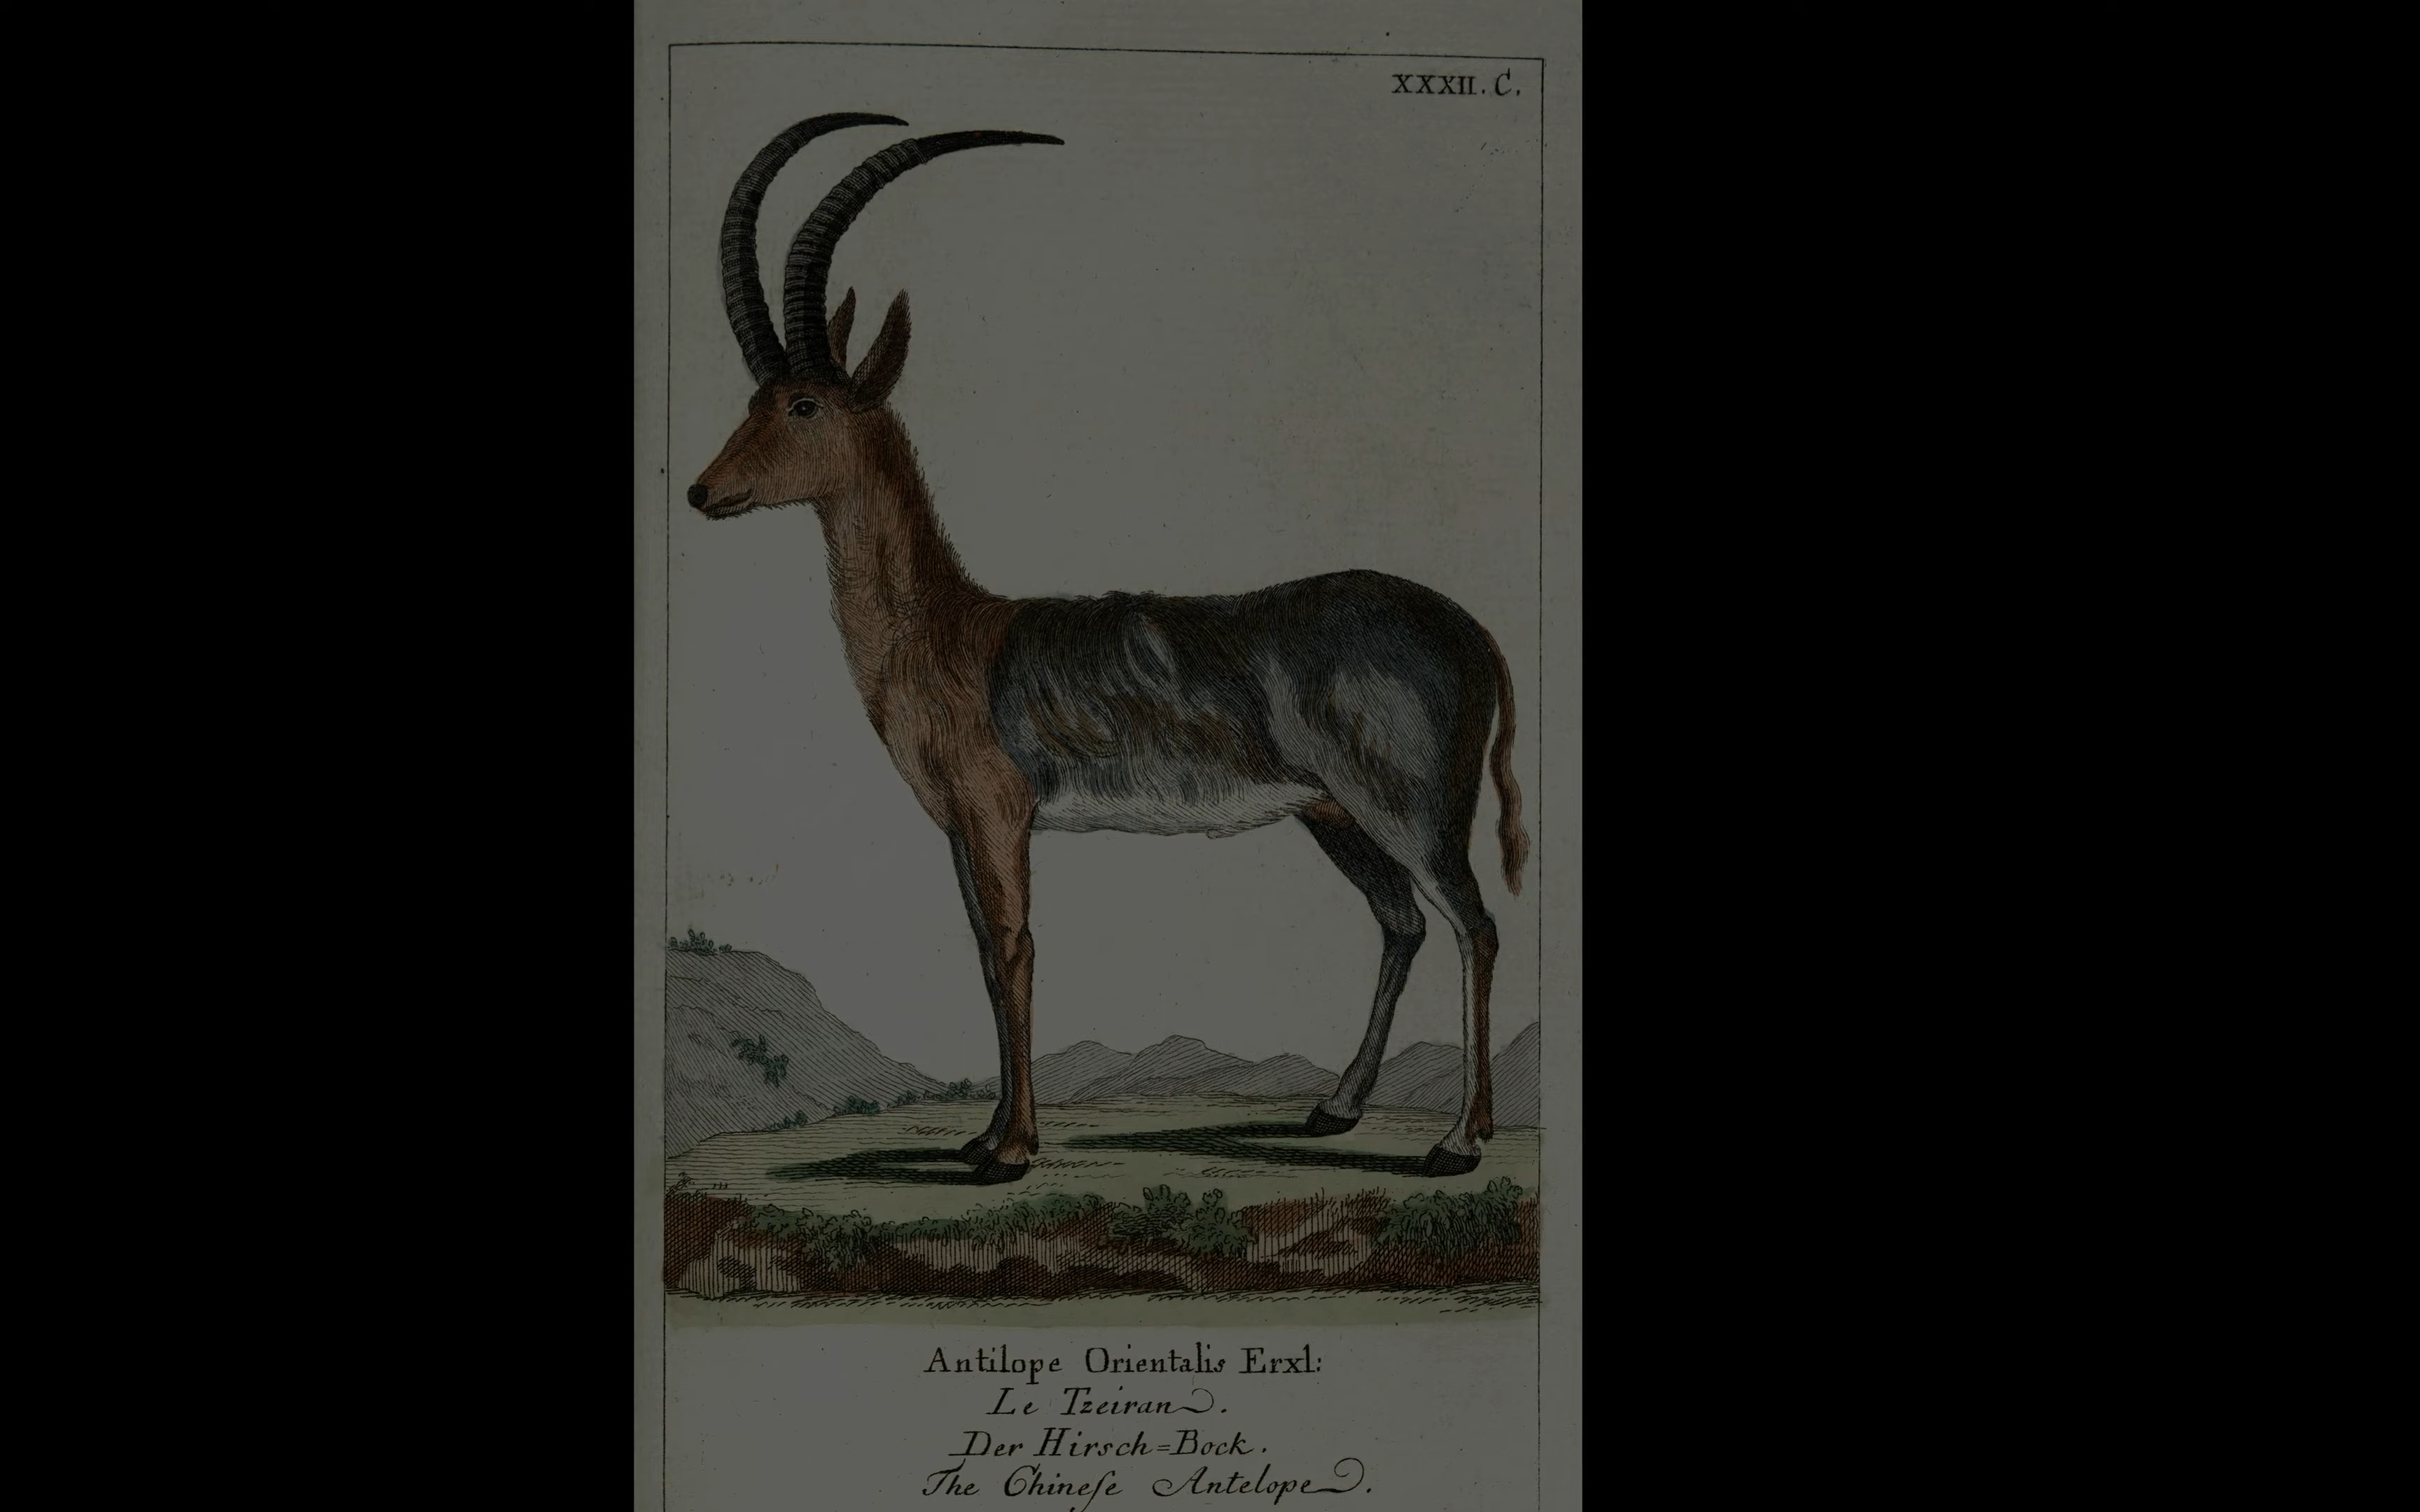 XXXII. C.
Antilope Orientalis Erxl:
Le Tzeiran.
Der Hirsch=Bock.
The Chineſe Antelope.